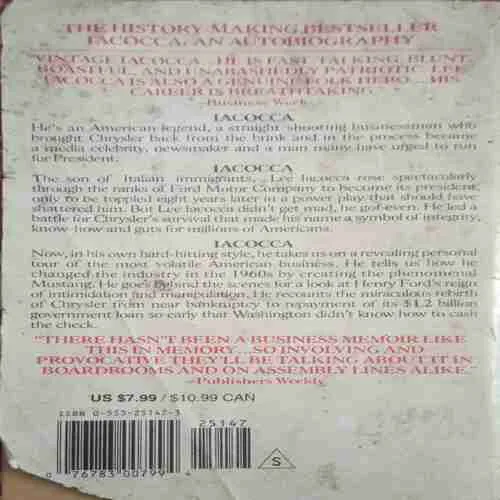 THE HISTORY-MAKING BESTSELLER
IACOCCA: AN AUTOBIOGRAPHY
"VINTAGE IACOCCA...HE IS FAST-TALKING, BLUNT,
BOASTFUL, AND UNABASHEDLY PATRIOTIC. LEE
IACOCCA IS ALSO A GENUINE FOLK HERO...HIS
CAREER IS BREATHTAKING."
—Business Week
IACOCCA
He's an American legend, a straight-shooting businessman who
brought Chrysler back from the brink and in the process became
a media celebrity, newsmaker and a man many have urged to run
for President.
IACOCCA
The son of Italian immigrants, Lee Iacocca rose spectacularly
through the ranks of Ford Motor Company to become its president,
only to be toppled eight years later in a power play that should have
shattered him. But Lee Iacocca didn't get mad, he got even. He led a
battle for Chrysler's survival that made his name a symbol of integrity,
know-how and guts for millions of Americans.
IACOCCA
Now, in his own hard-hitting style, he takes us on a revealing personal
tour of the most volatile American business. He tells us how he
changed the industry in the 1960s by creating the phenomenal
Mustang. He goes behind the scenes for a look at Henry Ford's reign
of intimidation and manipulation. He recounts the miraculous rebirth
of Chrysler from near bankruptcy to repayment of its $1.2 billion
government loan so early that Washington didn't know how to cash
the check.
"THERE HASN'T BEEN A BUSINESS MEMOIR LIKE
THIS IN MEMORY...SO INVOLVING AND
PROVOCATIVE THEY'LL BE TALKING ABOUT IT IN
BOARDROOMS AND ON ASSEMBLY LINES ALIKE."
—Publishers Weekly
US $7.99 / $10.99 CAN
ISBN 0-553-25147-3
25147
0 76783 00799 4
S